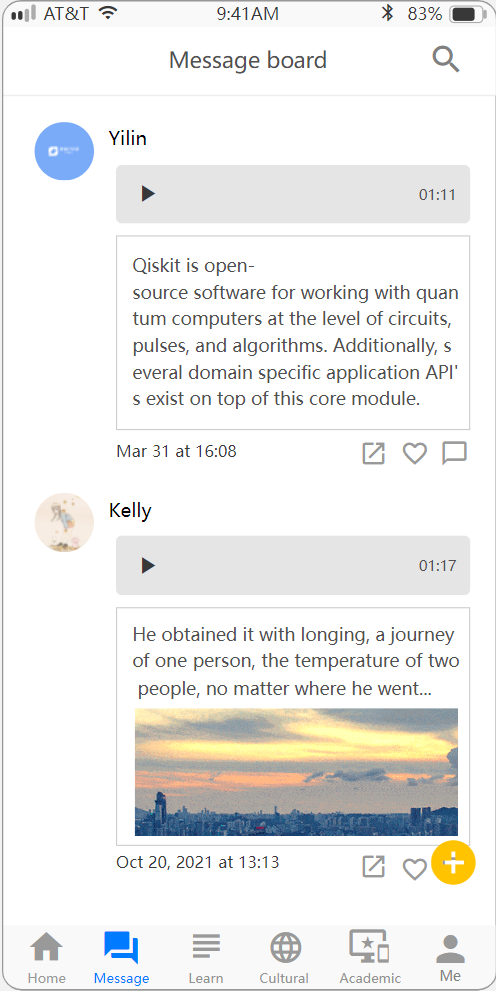 AT&T 9:41AM 83%
Message board
Yilin
01:11
Qiskit is open-
source software for working with quan
tum computers at the level of circuits,
pulses, and algorithms. Additionally, s
everal domain specific application API'
s exist on top of this core module.
Mar 31 at 16:08
Kelly
01:17
He obtained it with longing, a journey
of one person, the temperature of two
people, no matter where he went...
Oct 20, 2021 at 13:13
Home Message Learn Cultural Academic Me